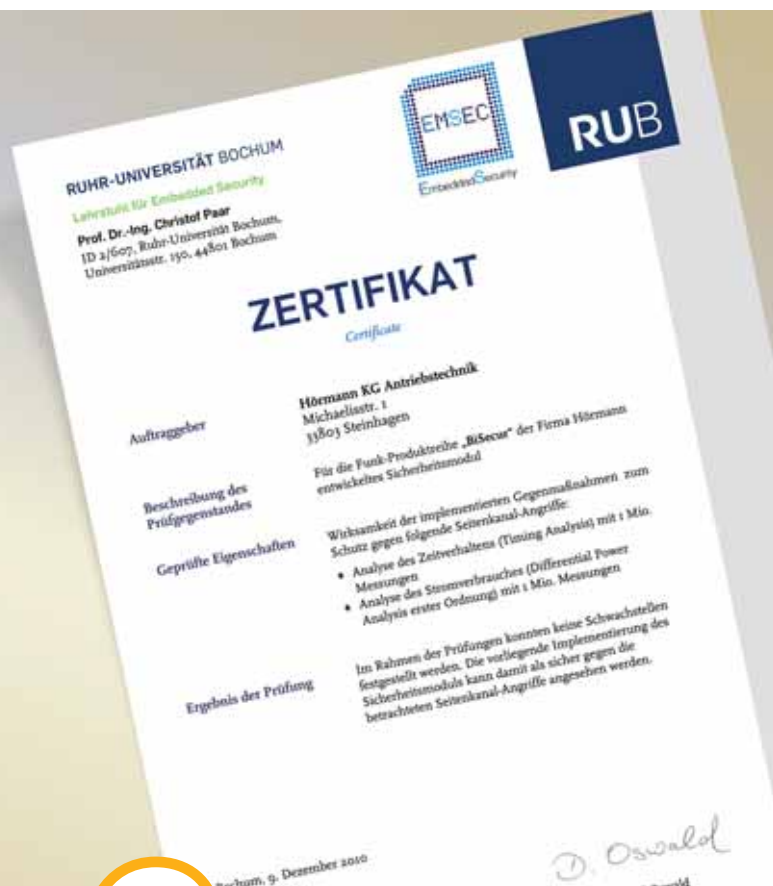 RUHR-UNIVERSITÄT BOCHUM
EMSEC
EmbeddedSecurity
RUB
Lehrstuhl für Embedded Security
Prof. Dr.-Ing. Christof Paar
ID 2/607, Ruhr-Universität Bochum,
Universitätsstr. 150, 44801 Bochum
ZERTIFIKAT
Certificate
Auftraggeber
Hörmann KG Antriebstechnik
Michaelisstr. 1
33803 Steinhagen
Beschreibung des
Prüfgegenstandes
Für die Funk-Produktreihe „BiSecur“ der Firma Hörmann
entwickeltes Sicherheitsmodul
Geprüfte Eigenschaften
Wirksamkeit der implementierten Gegenmaßnahmen zum
Schutz gegen folgende Seitenkanal-Angriffe:
• Analyse des Zeitverhaltens (Timing Analysis) mit 1 Mio.
Messungen
• Analyse des Stromverbrauches (Differential Power
Analysis erster Ordnung) mit 1 Mio. Messungen
Ergebnis der Prüfung
Im Rahmen der Prüfungen konnten keine Schwachstellen
festgestellt werden. Die vorliegende Implementierung des
Sicherheitsmoduls kann damit als sicher gegen die
betrachteten Seitenkanal-Angriffe angesehen werden.
Bochum, 9. Dezember 2010
D. Oswald